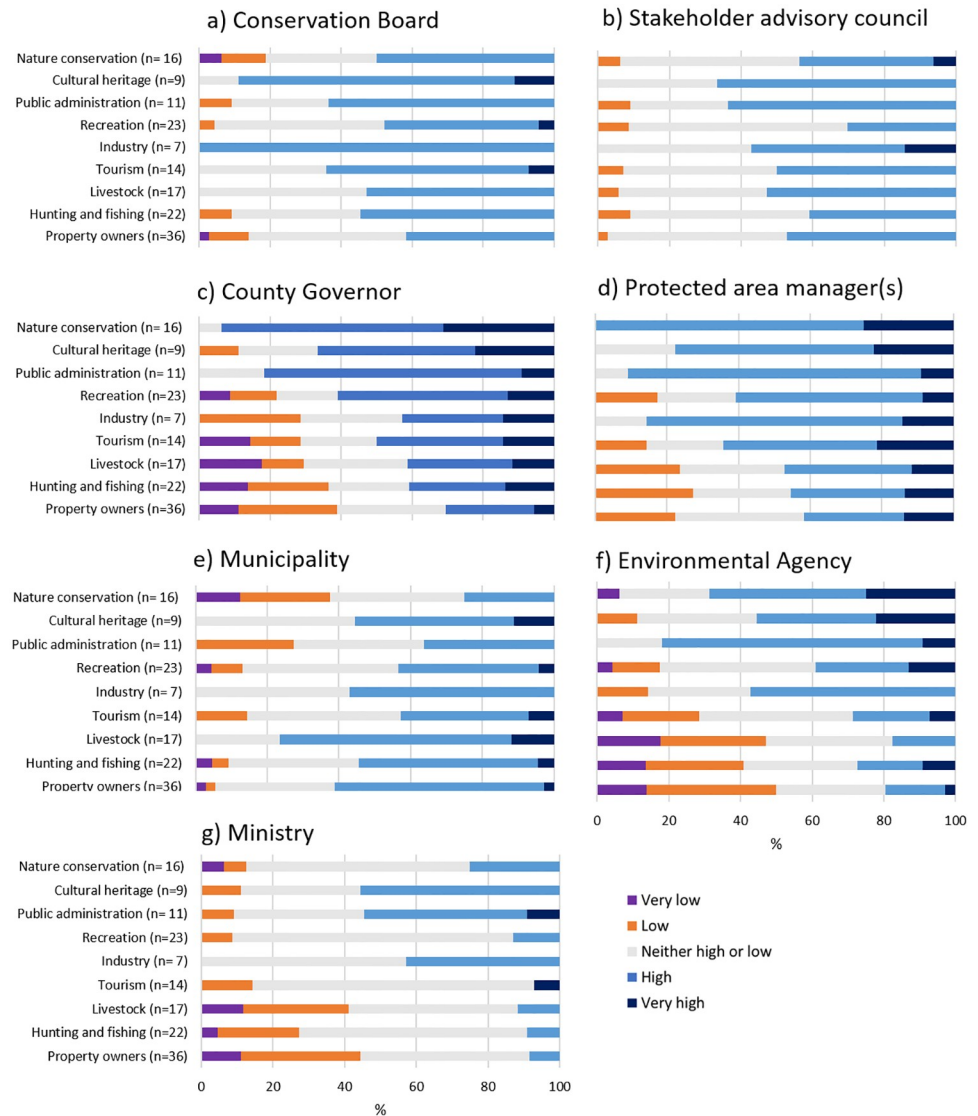 a) Conservation Board
b) Stakeholder advisory council
Nature conservation (n= 16)
Cultural heritage (n=9)
Public administration (n= 11)
Recreation (n=23)
Industry (n= 7)
Tourism (n=14)
Livestock (n=17)
Hunting and fishing (n=22)
Property owners (n=36)
c) County Governor
d) Protected area manager(s)
Nature conservation (n= 16)
Cultural heritage (n=9)
Public administration (n= 11)
Recreation (n=23)
Industry (n= 7)
Tourism (n=14)
Livestock (n=17)
Hunting and fishing (n=22)
Property owners (n=36)
e) Municipality
f) Environmental Agency
Nature conservation (n= 16)
Cultural heritage (n=9)
Public administration (n= 11)
Recreation (n=23)
Industry (n= 7)
Tourism (n=14)
Livestock (n=17)
Hunting and fishing (n=22)
Property owners (n=36)
0 20 40 60 80 100
%
g) Ministry
Nature conservation (n= 16)
Cultural heritage (n=9)
Public administration (n= 11)
Recreation (n=23)
Industry (n= 7)
Tourism (n=14)
Livestock (n=17)
Hunting and fishing (n=22)
Property owners (n=36)
0 20 40 60 80 100
%
Very low
Low
Neither high or low
High
Very high